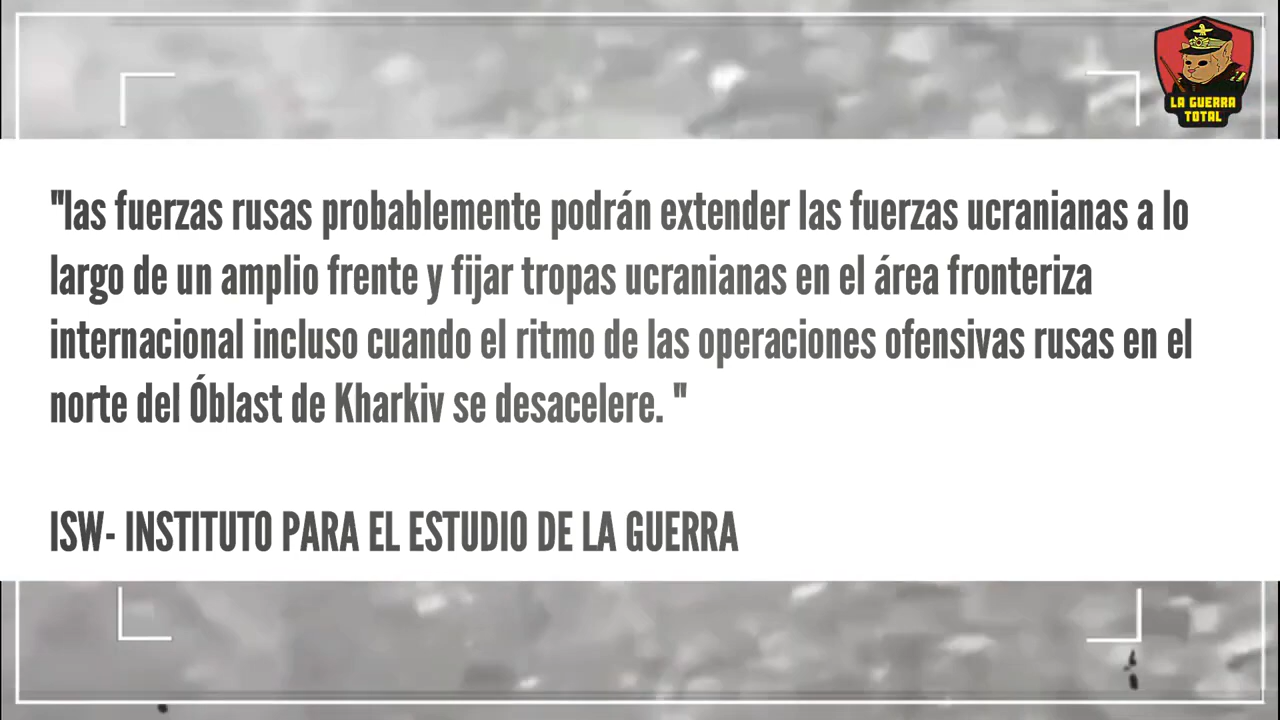 LA GUERRA
TOTAL
"las fuerzas rusas probablemente podrán extender las fuerzas ucranianas a lo
largo de un amplio frente y fijar tropas ucranianas en el área fronteriza
internacional incluso cuando el ritmo de las operaciones ofensivas rusas en el
norte del Óblast de Kharkiv se desacelere. "
ISW- INSTITUTO PARA EL ESTUDIO DE LA GUERRA